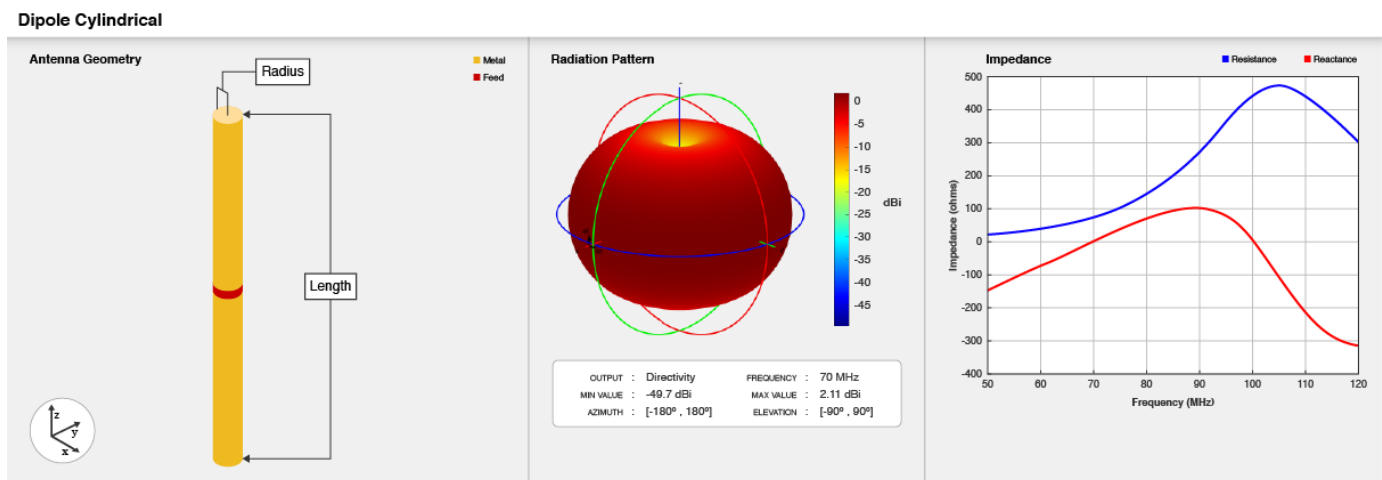 Dipole Cylindrical
Antenna Geometry
Metal
Feed
Radius
Length
z
y
x
Radiation Pattern
0
-5
-10
-15
-20
-25
-30
-35
-40
-45
dBi
OUTPUT : Directivity FREQUENCY : 70 MHz
MIN VALUE : -49.7 dBi MAX VALUE : 2.11 dBi
AZIMUTH : [-180º , 180º] ELEVATION : [-90º , 90º]
Impedance
Resistance Reactance
500
400
300
200
100
0
-100
-200
-300
-400
Impedance (ohms)
50 60 70 80 90 100 110 120
Frequency (MHz)